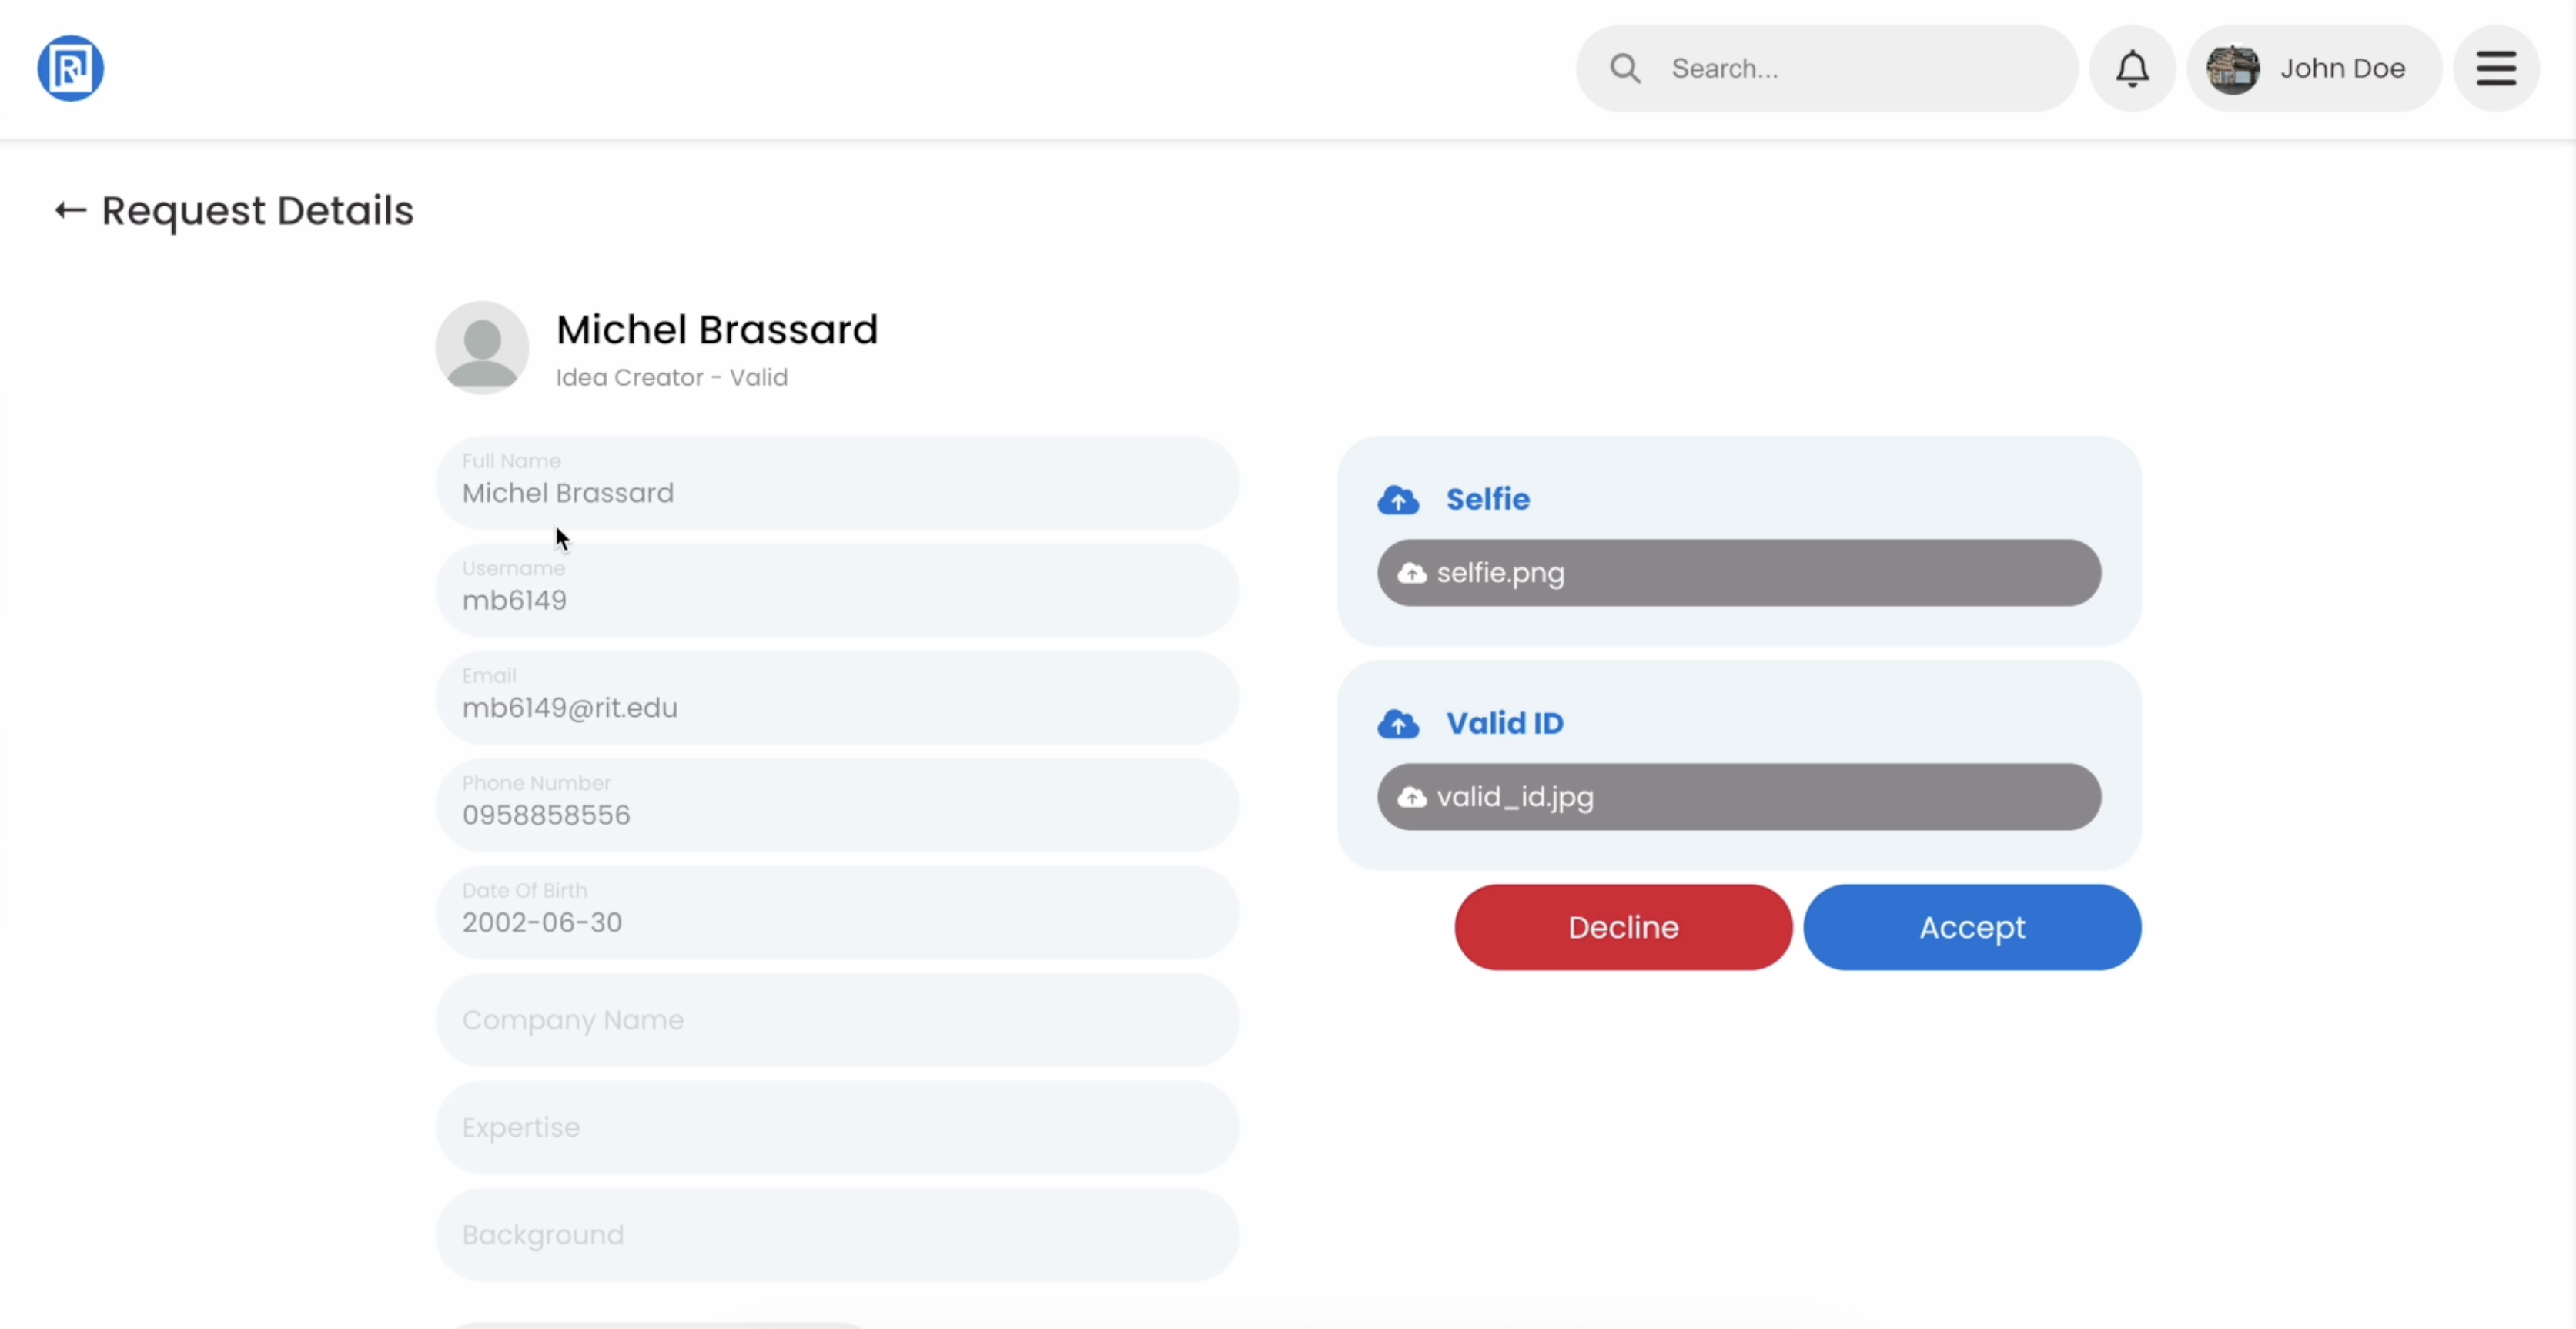 Search...
John Doe
← Request Details
Michel Brassard
Idea Creator - Valid
Full Name
Michel Brassard
Username
mb6149
Email
mb6149@rit.edu
Phone Number
0958858556
Date Of Birth
2002-06-30
Company Name
Expertise
Background
Selfie
selfie.png
Valid ID
valid_id.jpg
Decline
Accept